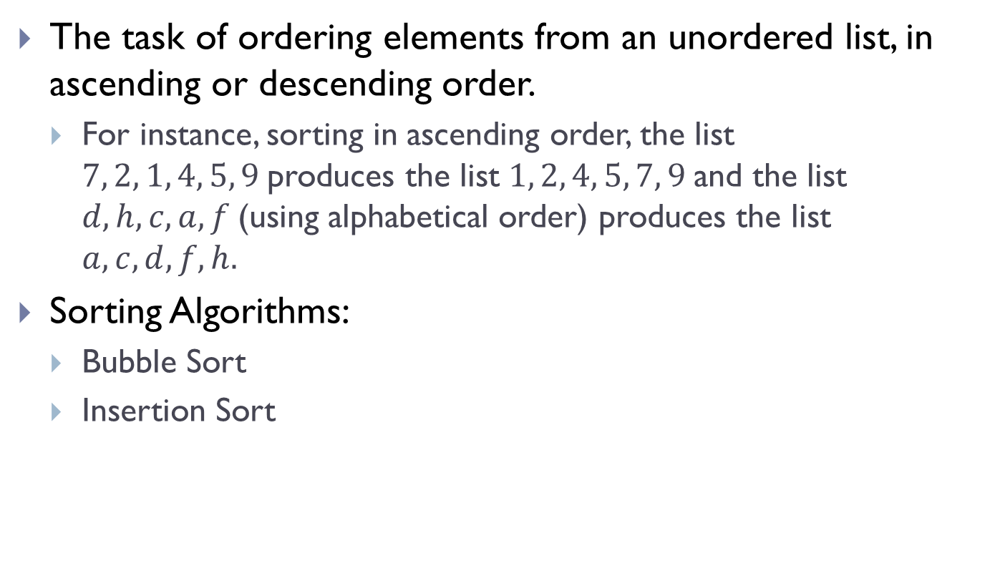 The task of ordering elements from an unordered list, in
ascending or descending order.
For instance, sorting in ascending order, the list
7, 2, 1, 4, 5, 9 produces the list 1, 2, 4, 5, 7, 9 and the list
d, h, c, a, f (using alphabetical order) produces the list
a, c, d, f, h.
Sorting Algorithms:
Bubble Sort
Insertion Sort